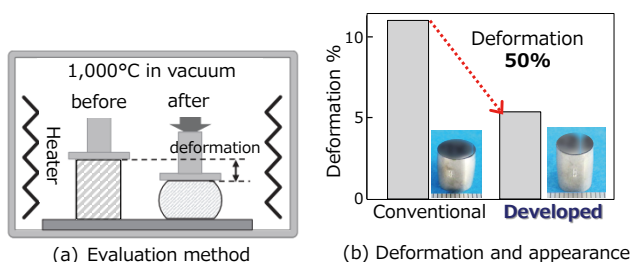 1,000°C in vacuum
before
after
Heater
deformation
(a) Evaluation method
(b)
Deformation %
10
5
0
Deformation
50%
Conventional
Developed
(b) Deformation and appearance